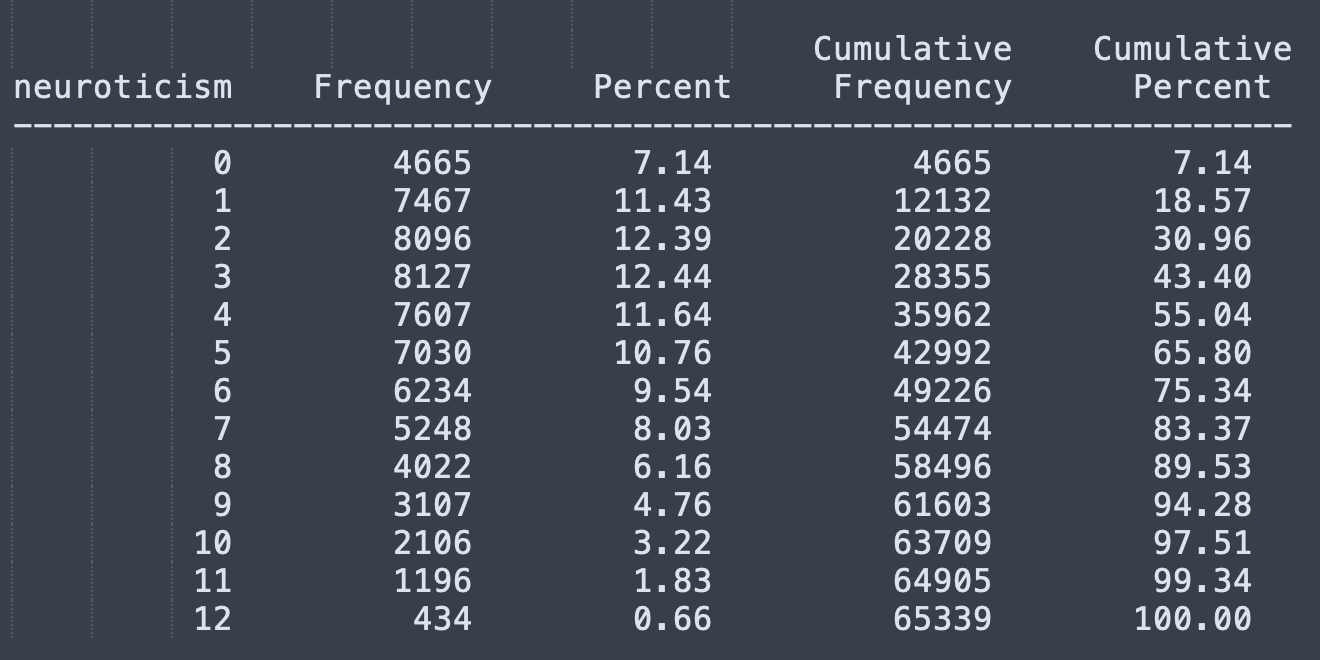 Cumulative Cumulative
neuroticism Frequency Percent Frequency Percent
----------------------------------------------------------------
0 4665 7.14 4665 7.14
1 7467 11.43 12132 18.57
2 8096 12.39 20228 30.96
3 8127 12.44 28355 43.40
4 7607 11.64 35962 55.04
5 7030 10.76 42992 65.80
6 6234 9.54 49226 75.34
7 5248 8.03 54474 83.37
8 4022 6.16 58496 89.53
9 3107 4.76 61603 94.28
10 2106 3.22 63709 97.51
11 1196 1.83 64905 99.34
12 434 0.66 65339 100.00